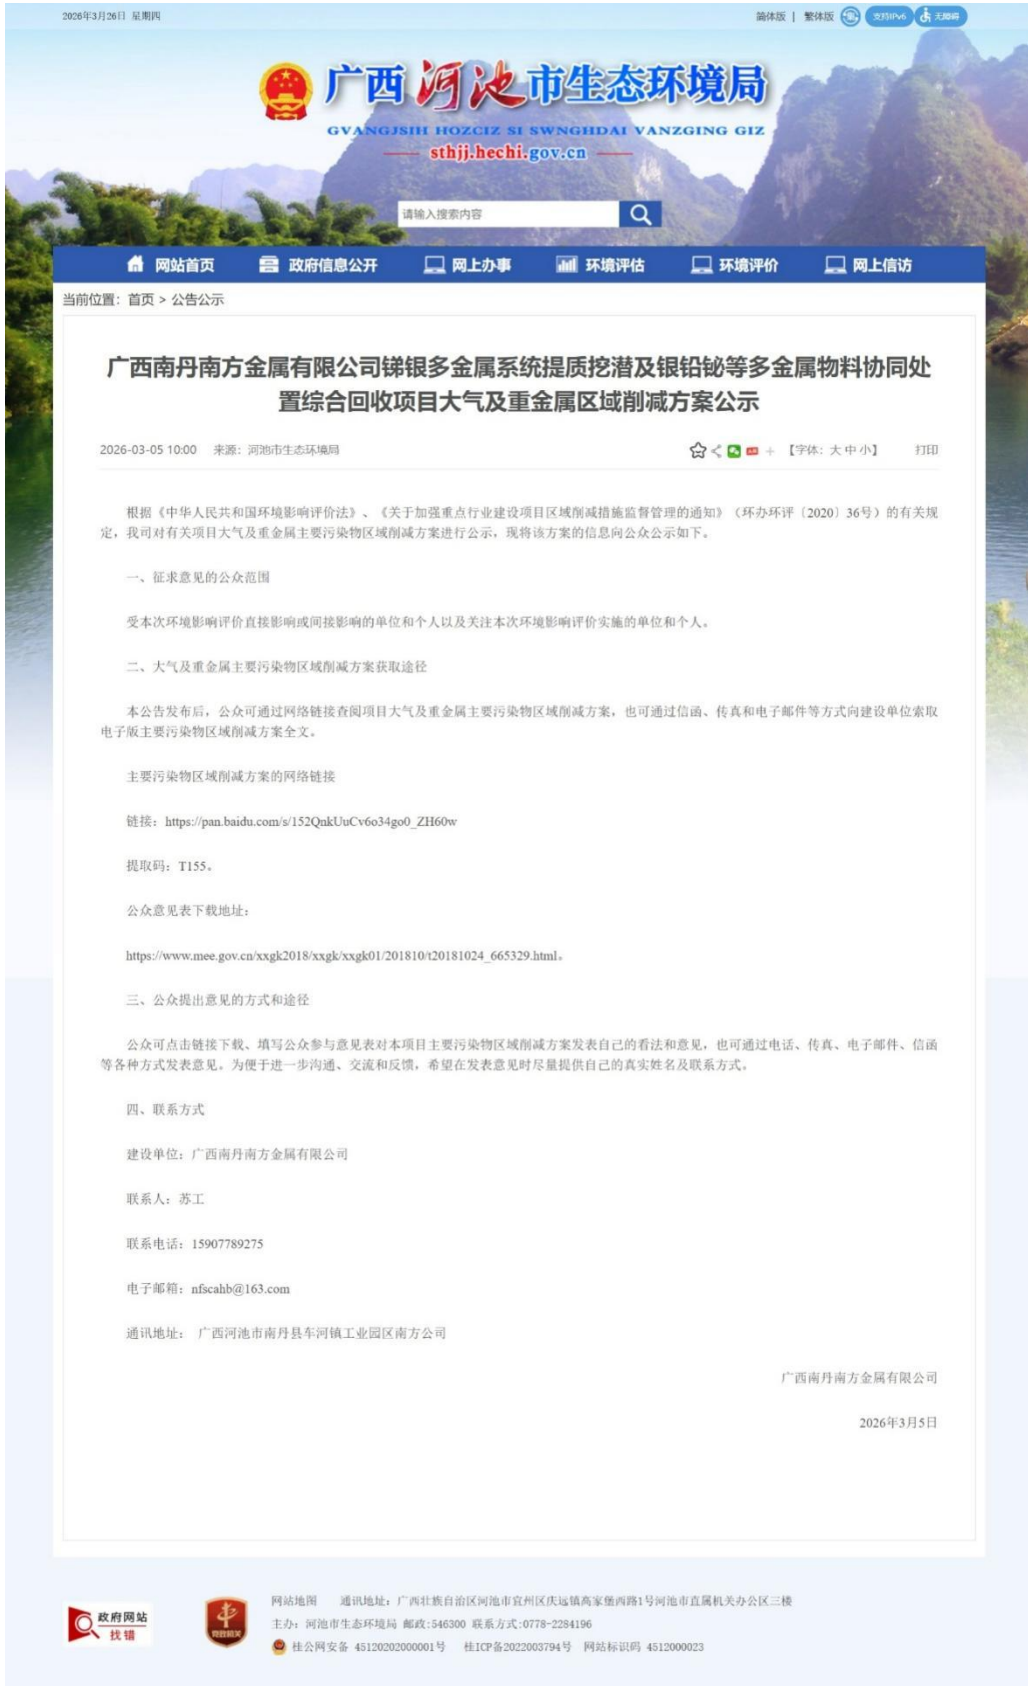 2026年3月26日 星期四
简体版 | 繁体版 支持IPv6 无障碍
广西河池市生态环境局
GVANGJSIH HOZCIZ SI SWNGHDAI VANZGING GIZ
sthjj.hechi.gov.cn
请输入搜索内容
网站首页 政府信息公开 网上办事 环境评估 环境评价 网上信访
当前位置：首页 > 公告公示
广西南丹南方金属有限公司锑银多金属系统提质挖潜及银铅铋等多金属物料协同处
置综合回收项目大气及重金属区域削减方案公示
2026-03-05 10:00 来源：河池市生态环境局 【字体：大 中 小】 打印
根据《中华人民共和国环境影响评价法》、《关于加强重点行业建设项目区域削减措施监督管理的通知》（环办环评〔2020〕36号）的有关规
定，我司对有关项目大气及重金属主要污染物区域削减方案进行公示，现将该方案的信息向公众公示如下。
一、征求意见的公众范围
受本次环境影响评价直接影响或间接影响的单位和个人以及关注本次环境影响评价实施的单位和个人。
二、大气及重金属主要污染物区域削减方案获取途径
本公告发布后，公众可通过网络链接查阅项目大气及重金属主要污染物区域削减方案，也可通过信函、传真和电子邮件等方式向建设单位索取
电子版主要污染物区域削减方案全文。
主要污染物区域削减方案的网络链接
链接：https://pan.baidu.com/s/152QnkUuCv6o34go0_ZH60w
提取码：T155。
公众意见表下载地址：
https://www.mee.gov.cn/xxgk2018/xxgk/xxgk01/201810/t20181024_665329.html。
三、公众提出意见的方式和途径
公众可点击链接下载、填写公众参与意见表对本项目主要污染物区域削减方案发表自己的看法和意见，也可通过电话、传真、电子邮件、信函
等各种方式发表意见。为便于进一步沟通、交流和反馈，希望在发表意见时尽量提供自己的真实姓名及联系方式。
四、联系方式
建设单位：广西南丹南方金属有限公司
联系人：苏工
联系电话：15907789275
电子邮箱：nfscahb@163.com
通讯地址： 广西河池市南丹县车河镇工业园区南方公司
广西南丹南方金属有限公司
2026年3月5日
政府网站
找错
党政机关
网站地图 通讯地址：广西壮族自治区河池市宜州区庆远镇高家堡西路1号河池市直属机关办公区三楼
主办：河池市生态环境局 邮政:546300 联系方式:0778-2284196
桂公网安备 45120202000001号 桂ICP备2022003794号 网站标识码 4512000023